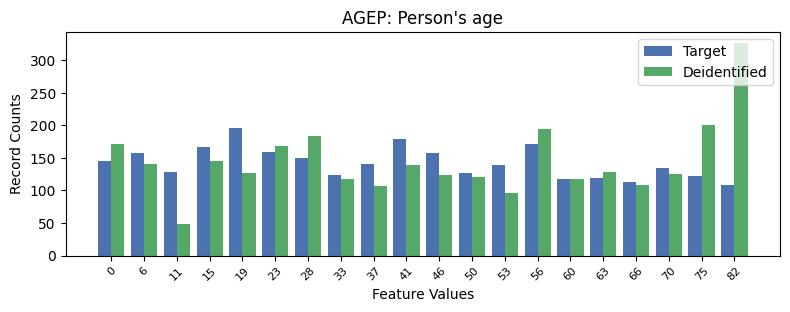 AGEP: Person's age
Record Counts
300
250
200
150
100
50
0
Target
Deidentified
0 6 11 15 19 23 28 33 37 41 46 50 53 56 60 63 66 70 75 82
Feature Values